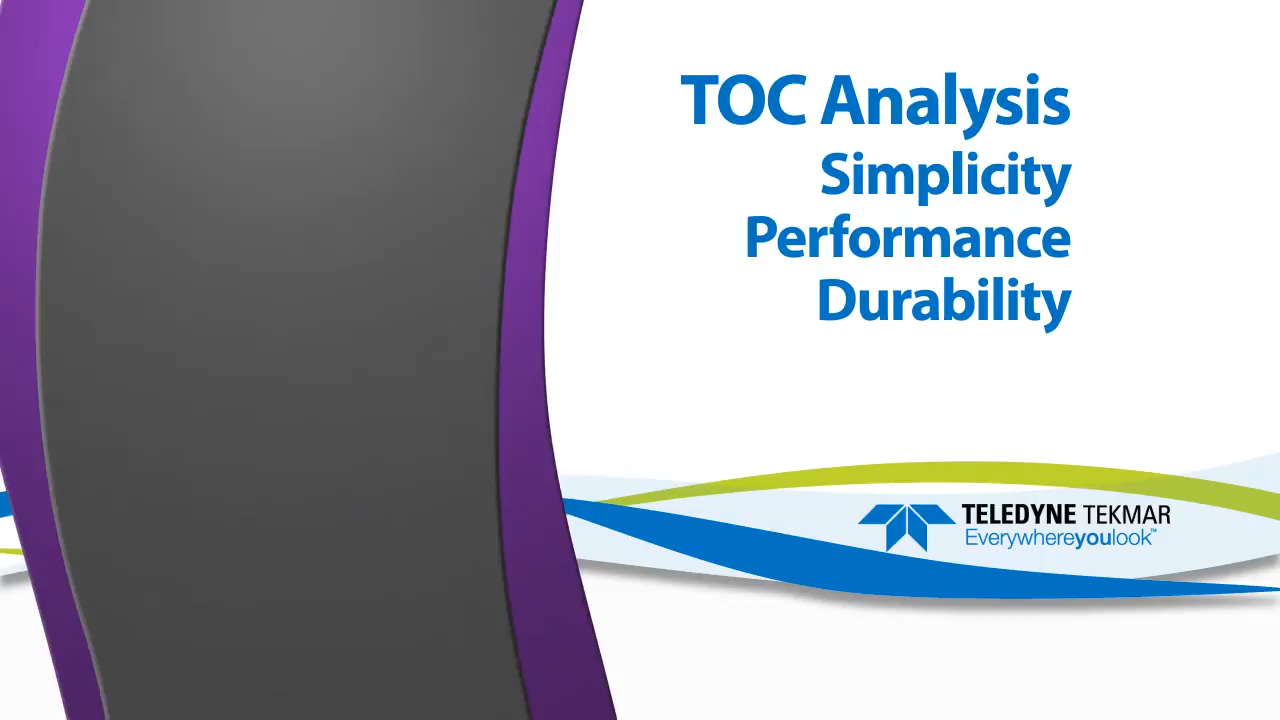 TOC Analysis
Simplicity
Performance
Durability
TELEDYNE TEKMAR
Everywhereyoulook™